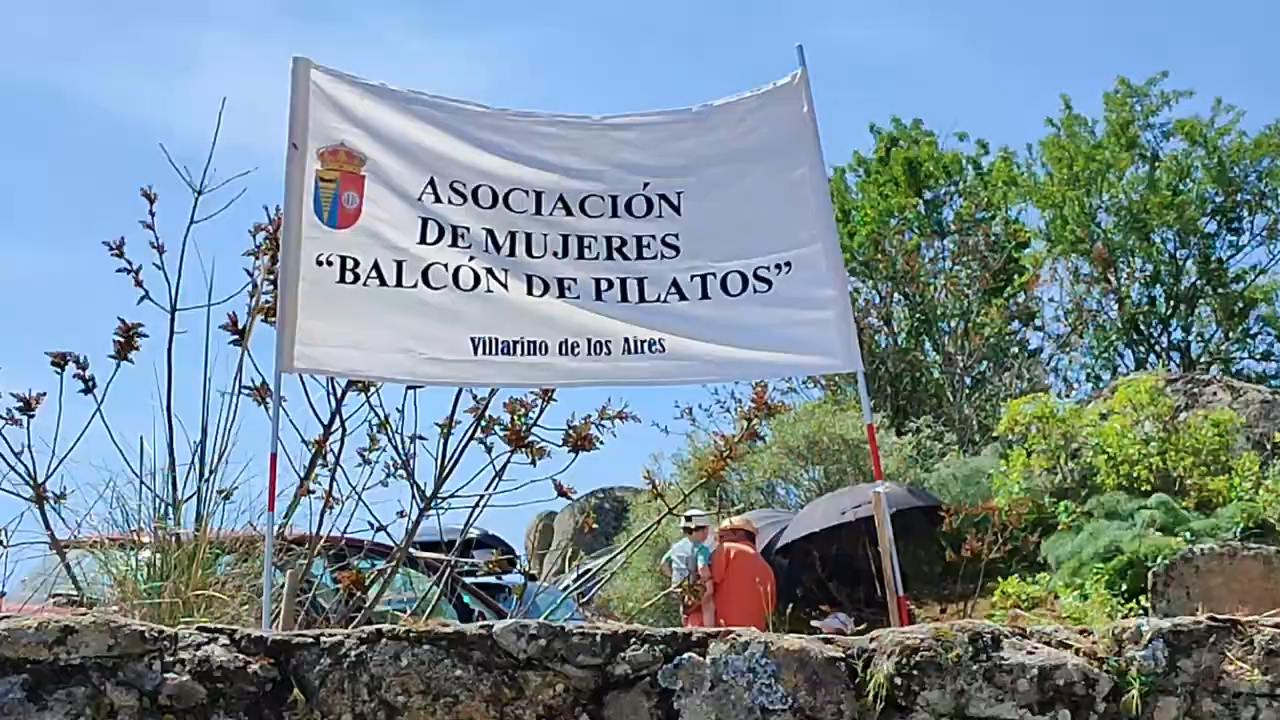 ASOCIACIÓN
DE MUJERES
“BALCÓN DE PILATOS”
Villarino de los Aires